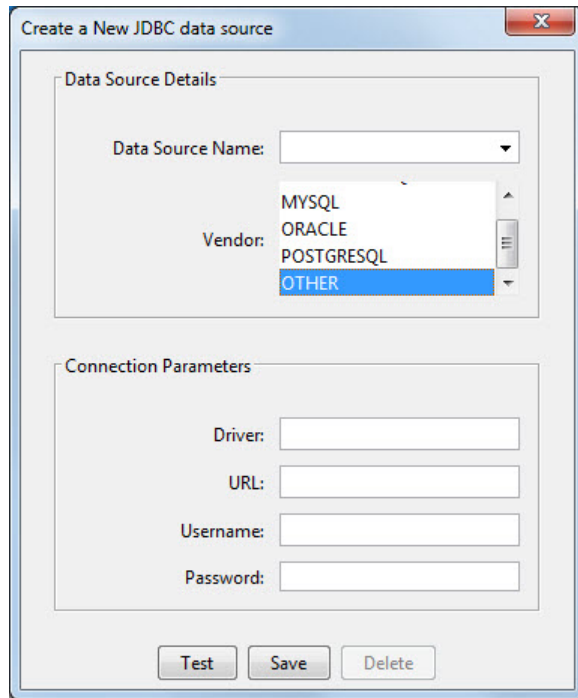 Create a New JDBC data source
Data Source Details
Data Source Name:
Vendor:
MYSQL
ORACLE
POSTGRESQL
OTHER
Connection Parameters
Driver:
URL:
Username:
Password:
Test Save Delete